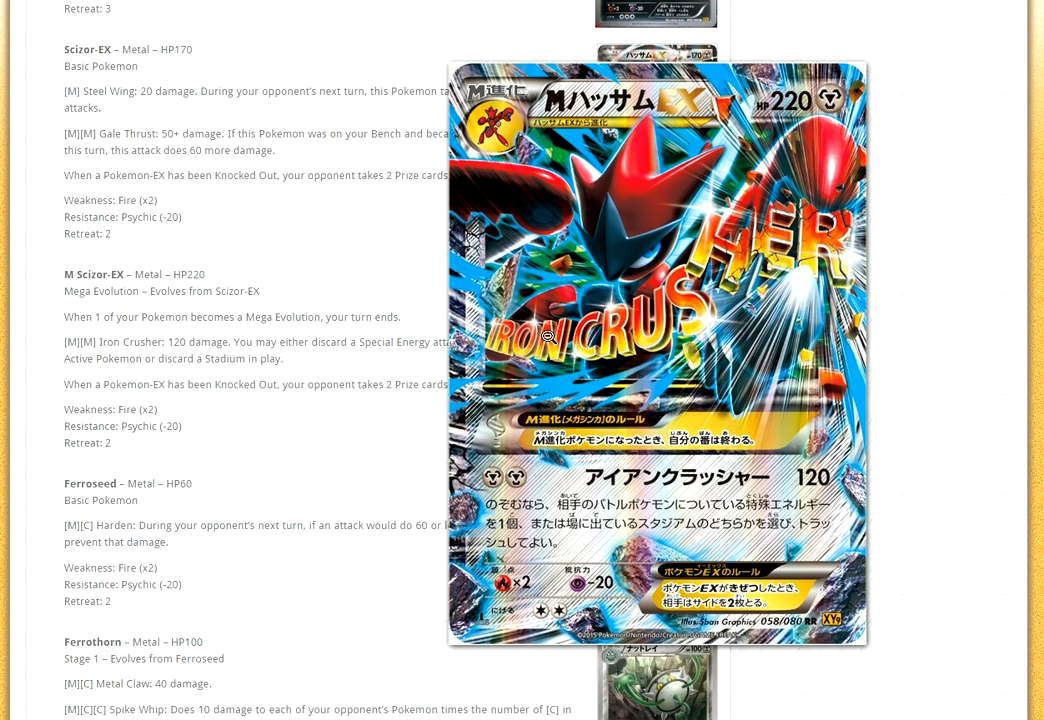 Retreat: 3
Scizor-EX – Metal – HP170
Basic Pokemon
[M] Steel Wing: 20 damage. During your opponent's next turn, this Pokemon
attacks.
[M][M] Gale Thrust: 50+ damage. If this Pokemon was on your Bench and
this turn, this attack does 60 more damage.
When a Pokemon-EX has been Knocked Out, your opponent takes 2 Prize cards
Weakness: Fire (x2)
Resistance: Psychic (-20)
Retreat: 2
M Scizor-EX – Metal – HP220
Mega Evolution – Evolves from Scizor-EX
When 1 of your Pokemon becomes a Mega Evolution, your turn ends.
[M][M] Iron Crusher: 120 damage. You may either discard a Special Energy
Active Pokemon or discard a Stadium in play.
When a Pokemon-EX has been Knocked Out, your opponent takes 2 Prize cards
Weakness: Fire (x2)
Resistance: Psychic (-20)
Retreat: 2
Ferroseed – Metal – HP60
Basic Pokemon
[M][C] Harden: During your opponent's next turn, if an attack would do 60 or
prevent that damage.
Weakness: Fire (x2)
Resistance: Psychic (-20)
Retreat: 2
Ferrothorn – Metal – HP100
Stage 1 – Evolves from Ferroseed
[M][C] Metal Claw: 40 damage.
[M][C][C] Spike Whip: Does 10 damage to each of your opponent's Pokemon times the number of [C] in
ハッサム 170
M進化
MハッサムEX HP220
ハッサムEXから進化
IRON CRUSHER
M進化[メガシンカ]のルール
M進化ポケモンになったとき、自分の番は終わる。
アイアンクラッシャー 120
のぞむなら、相手のバトルポケモンについている特殊エネルギー
を1個、または場に出ているスタジアムのどちらかを選び、トラッ
シュしてよい。
弱点 ×2 抵抗力 −20
にげる
ポケモンEXのルール
ポケモンEXがきぜつしたとき、
相手はサイドを2枚とる。
Illus. 5ban Graphics 058/080 RR XY9
©2015 Pokémon/Nintendo/Creatures/GAME FREAK
ナットレイ 100